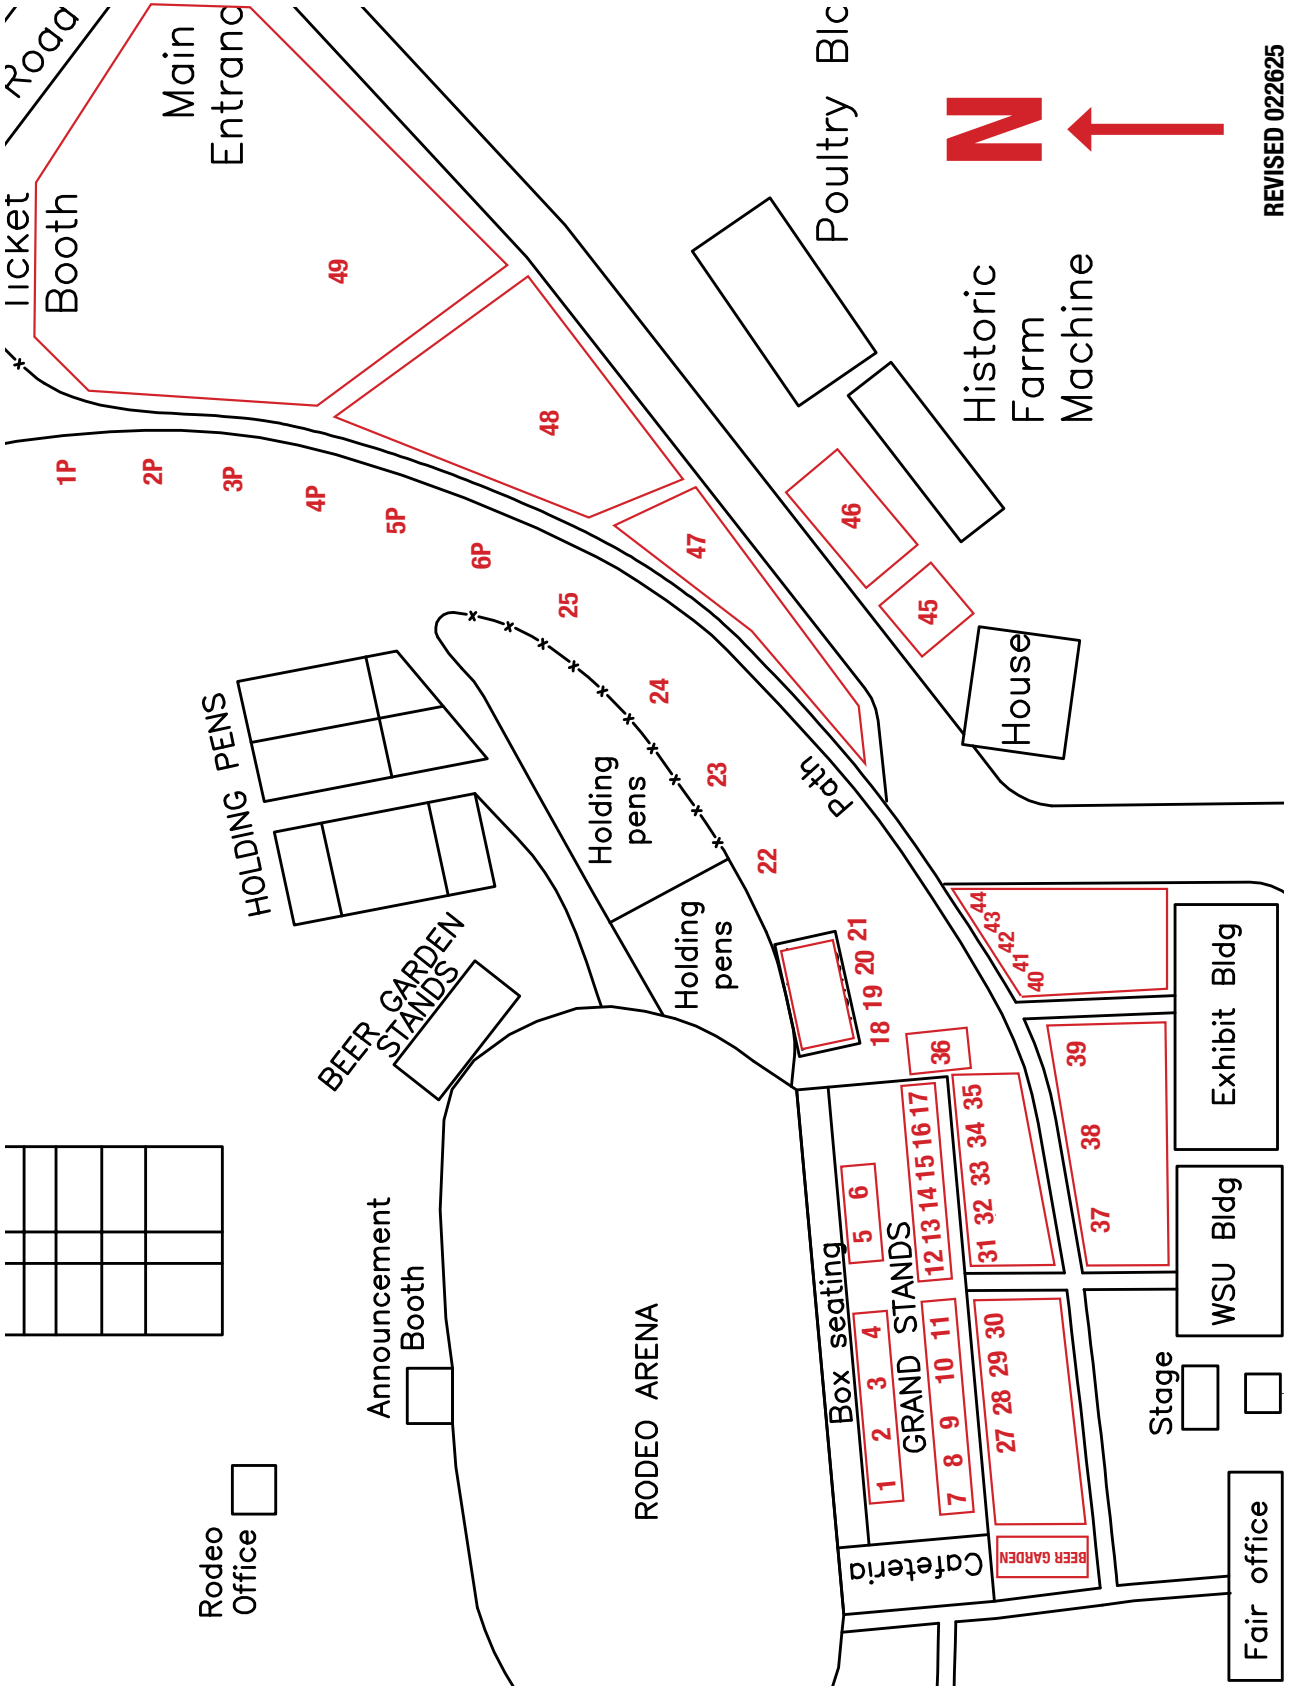 Road
Main
Entranc
Ticket
Booth
Poultry Blc
N
REVISED 022625
Historic
Farm
Machine
49
48
47
46
45
House
1P
2P
3P
4P
5P
6P
25
24
23
22
Path
HOLDING PENS
Holding
pens
Holding
pens
BEER GARDEN
STANDS
21
20
19
18
36
44
43
42
41
40
39
38
37
Exhibit Bldg
WSU Bldg
Stage
Fair office
Announcement
Booth
Rodeo
Office
RODEO ARENA
Box seating
GRAND STANDS
1 2 3 4
5 6
7 8 9 10 11
12 13 14 15 16 17
31 32 33 34 35
27 28 29 30
Cafeteria
BEER GARDEN